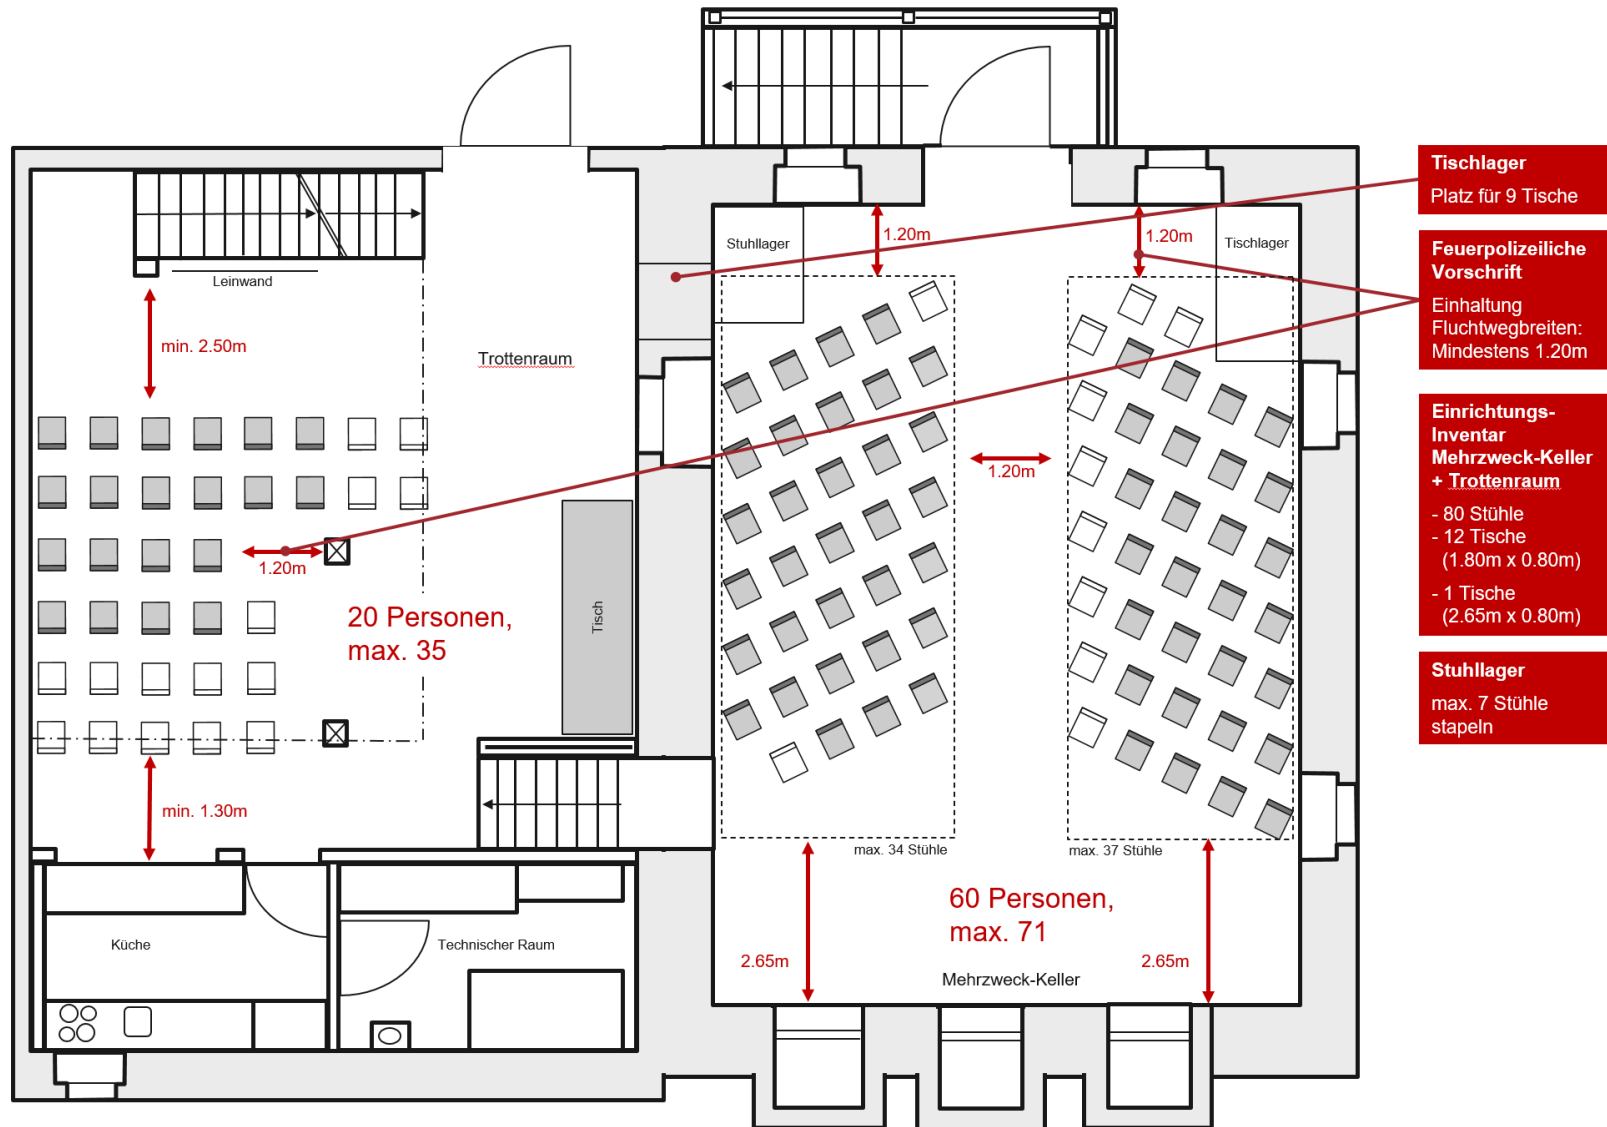 Tischlager
Platz für 9 Tische
Stuhllager
1.20m
1.20m
Tischlager
Feuerpolizeiliche
Vorschrift
Einhaltung
Fluchtwegbreiten:
Mindestens 1.20m
Leinwand
min. 2.50m
Trottenraum
Einrichtungs-
Inventar
Mehrzweck-Keller
+ Trottenraum
- 80 Stühle
- 12 Tische
(1.80m x 0.80m)
- 1 Tische
(2.65m x 0.80m)
1.20m
1.20m
20 Personen,
max. 35
Tisch
Stuhllager
max. 7 Stühle
stapeln
min. 1.30m
max. 34 Stühle
max. 37 Stühle
60 Personen,
max. 71
Küche
Technischer Raum
2.65m
2.65m
Mehrzweck-Keller